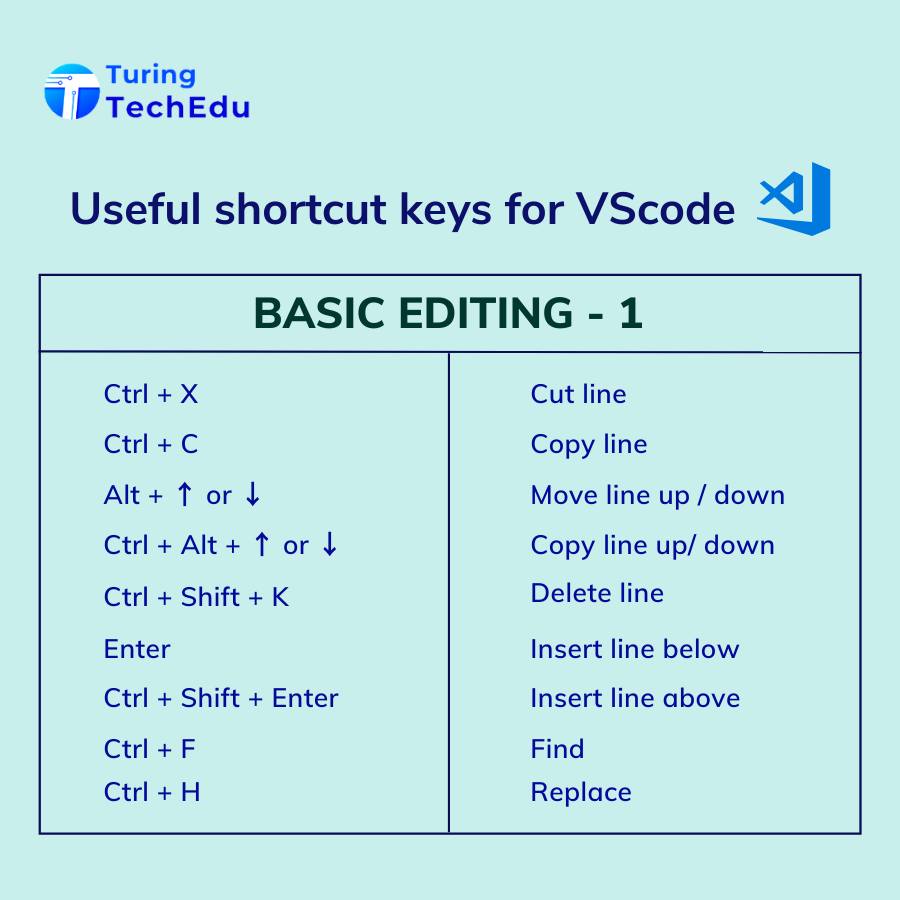 Turing
TechEdu
Useful shortcut keys for VScode
BASIC EDITING - 1
Ctrl + X Cut line
Ctrl + C Copy line
Alt + ↑ or ↓ Move line up / down
Ctrl + Alt + ↑ or ↓ Copy line up/ down
Ctrl + Shift + K Delete line
Enter Insert line below
Ctrl + Shift + Enter Insert line above
Ctrl + F Find
Ctrl + H Replace